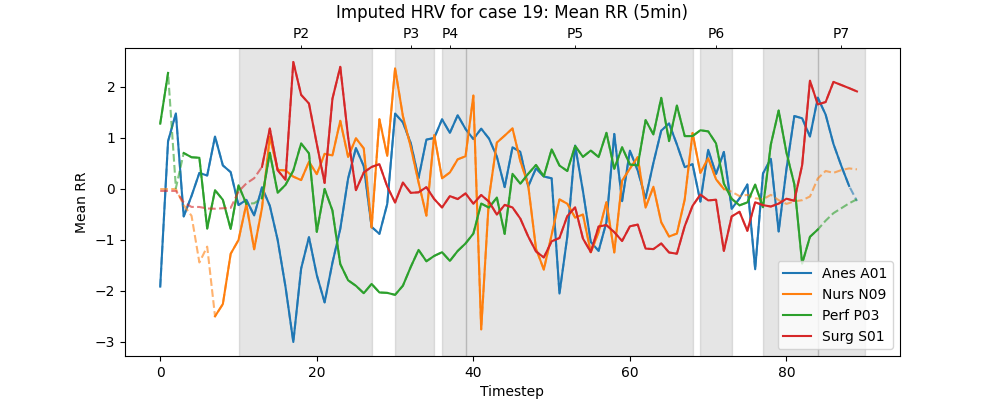 Imputed HRV for case 19: Mean RR (5min)
P2 P3 P4 P5 P6 P7
2
1
0
−1
−2
−3
Mean RR
0 20 40 60 80
Timestep
Anes A01
Nurs N09
Perf P03
Surg S01